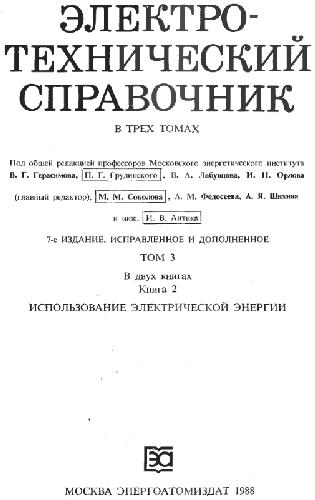 ЭЛЕКТРО-
ТЕХНИЧЕСКИЙ
СПРАВОЧНИК
В ТРЕХ ТОМАХ
Под общей редакцией профессоров Московского энергетического института
В. Г. Герасимова, П. Г. Грудинского, В. А. Лабунцова, И. Н. Орлова
(главный редактор), М. М. Соколова, А. М. Федосеева, А. Я. Шихина
и инж. И. В. Антика
7-е ИЗДАНИЕ, ИСПРАВЛЕННОЕ И ДОПОЛНЕННОЕ
ТОМ 3
В двух книгах
Книга 2
ИСПОЛЬЗОВАНИЕ ЭЛЕКТРИЧЕСКОЙ ЭНЕРГИИ
МОСКВА ЭНЕРГОАТОМИЗДАТ 1988